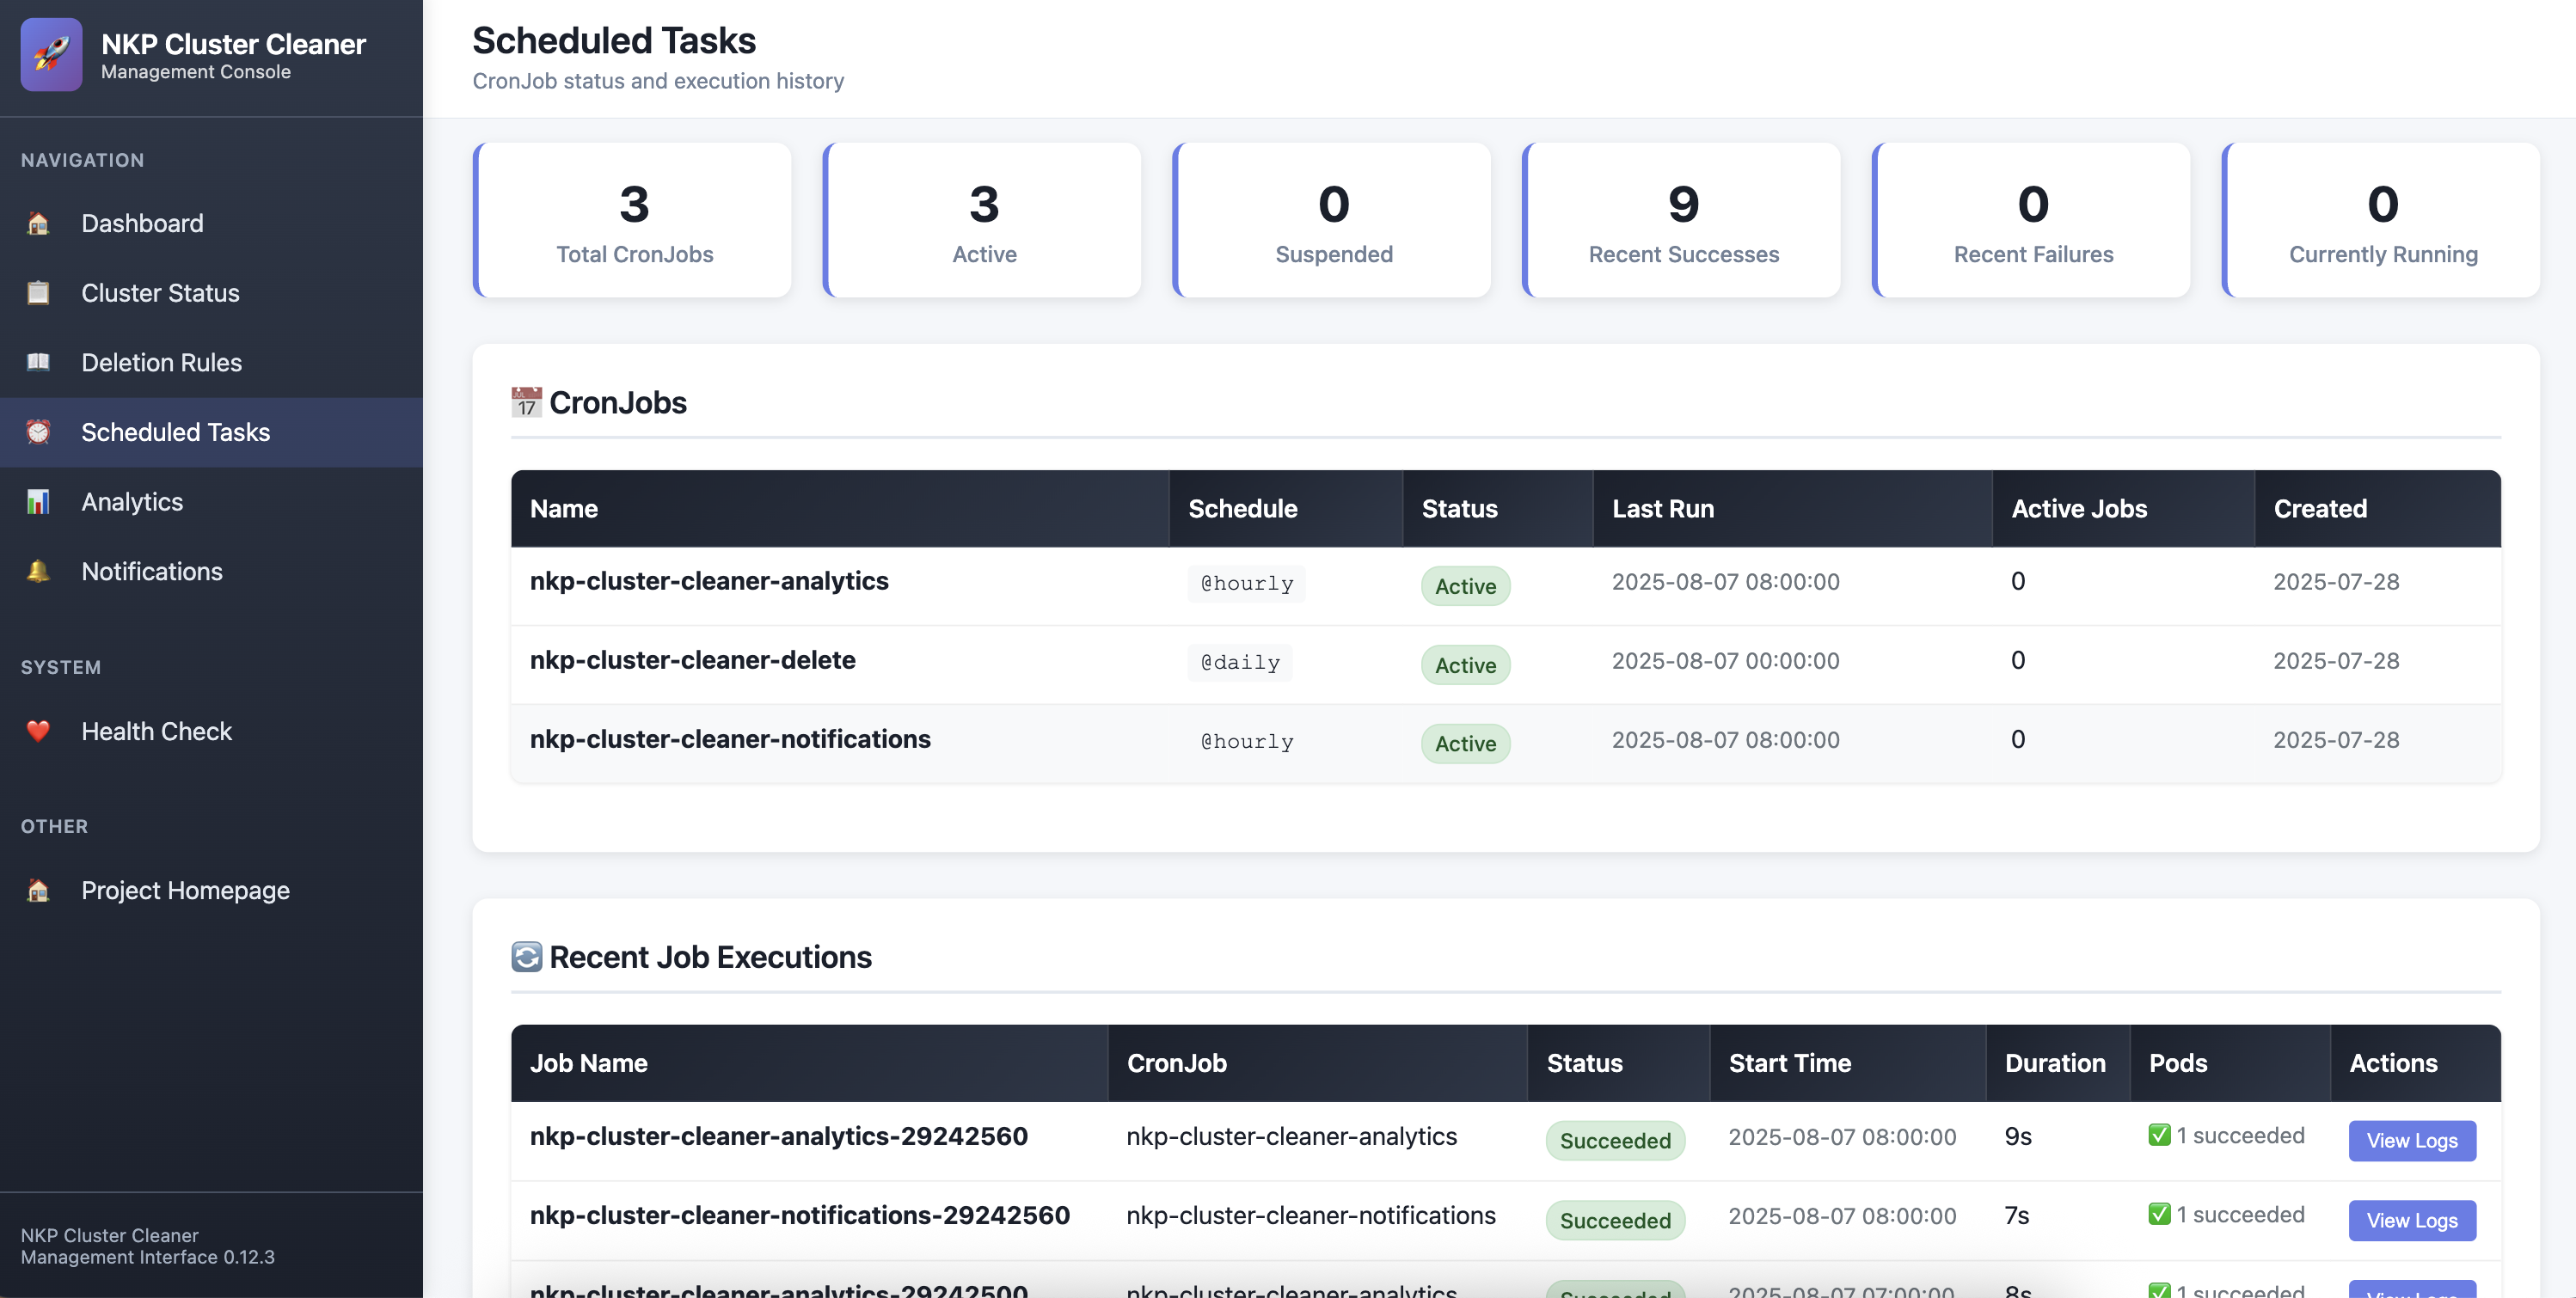 NKP Cluster Cleaner
Management Console
NAVIGATION
Dashboard
Cluster Status
Deletion Rules
Scheduled Tasks
Analytics
Notifications
SYSTEM
Health Check
OTHER
Project Homepage
NKP Cluster Cleaner
Management Interface 0.12.3
Scheduled Tasks
CronJob status and execution history
3
Total CronJobs
3
Active
0
Suspended
9
Recent Successes
0
Recent Failures
0
Currently Running
JUL 17 CronJobs
Name Schedule Status Last Run Active Jobs Created
nkp-cluster-cleaner-analytics @hourly Active 2025-08-07 08:00:00 0 2025-07-28
nkp-cluster-cleaner-delete @daily Active 2025-08-07 00:00:00 0 2025-07-28
nkp-cluster-cleaner-notifications @hourly Active 2025-08-07 08:00:00 0 2025-07-28
Recent Job Executions
Job Name CronJob Status Start Time Duration Pods Actions
nkp-cluster-cleaner-analytics-29242560 nkp-cluster-cleaner-analytics Succeeded 2025-08-07 08:00:00 9s ✅ 1 succeeded View Logs
nkp-cluster-cleaner-notifications-29242560 nkp-cluster-cleaner-notifications Succeeded 2025-08-07 08:00:00 7s ✅ 1 succeeded View Logs
nkp-cluster-cleaner-analytics-29242500 nkp-cluster-cleaner-analytics Succeeded 2025-08-07 07:00:00 8s ✅ 1 succeeded View Logs